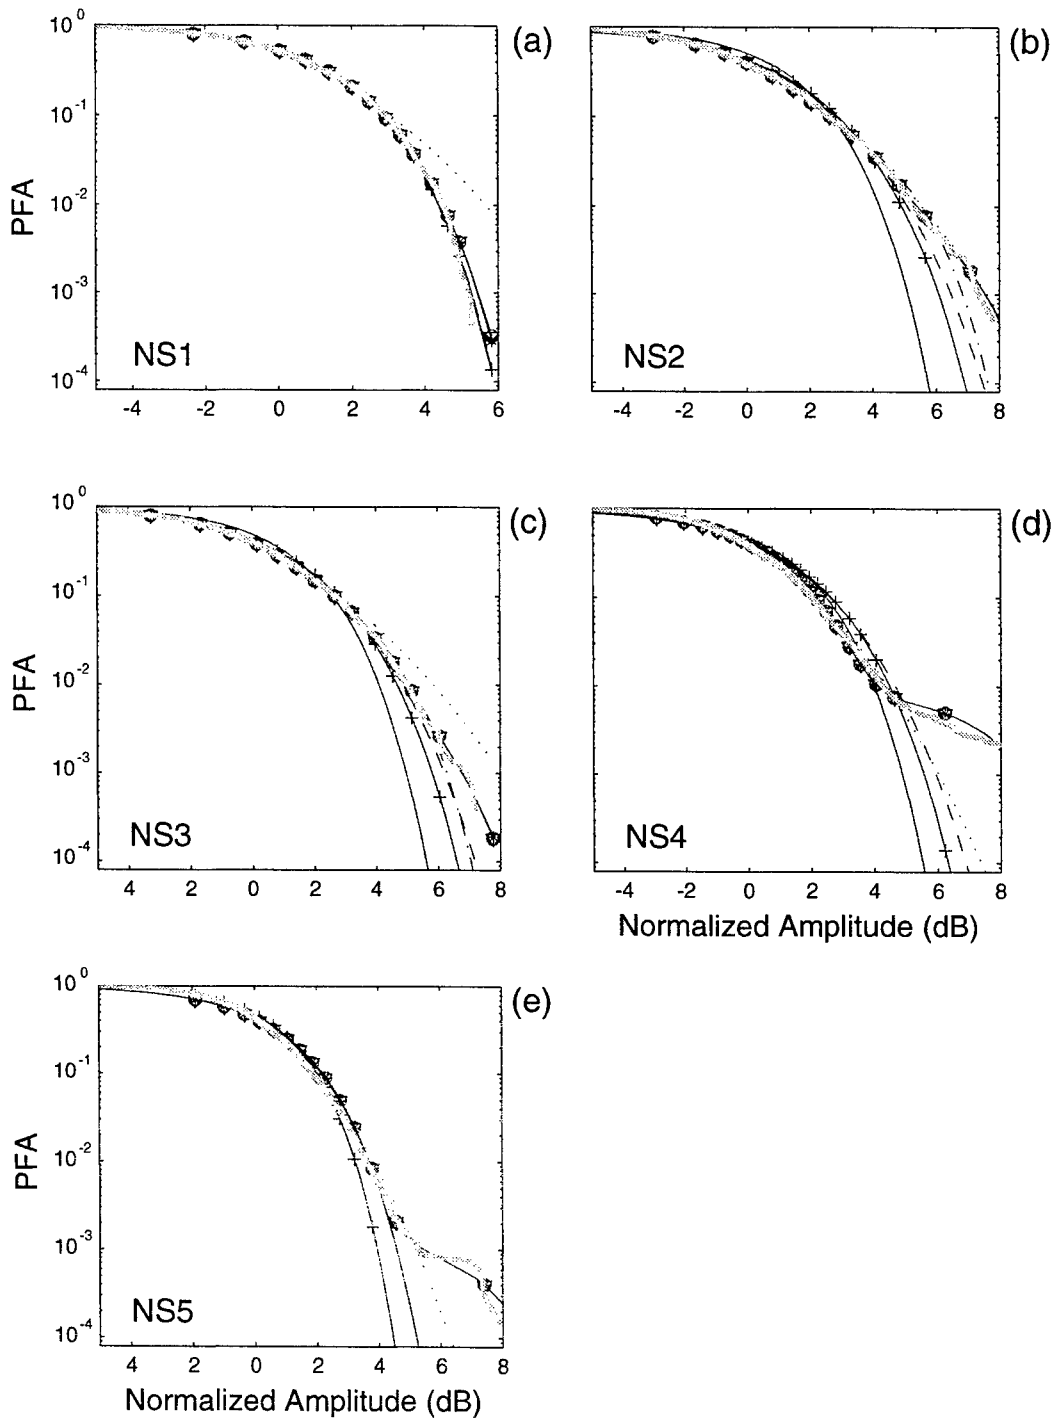 10^0
10^-1
10^-2
10^-3
10^-4
PFA
NS1
(a)
-4 -2 0 2 4 6
NS2
(b)
-4 -2 0 2 4 6 8
10^0
10^-1
10^-2
10^-3
10^-4
PFA
NS3
(c)
-4 -2 0 2 4 6 8
NS4
(d)
-4 -2 0 2 4 6 8
Normalized Amplitude (dB)
10^0
10^-1
10^-2
10^-3
10^-4
PFA
NS5
(e)
4 2 0 2 4 6 8
Normalized Amplitude (dB)